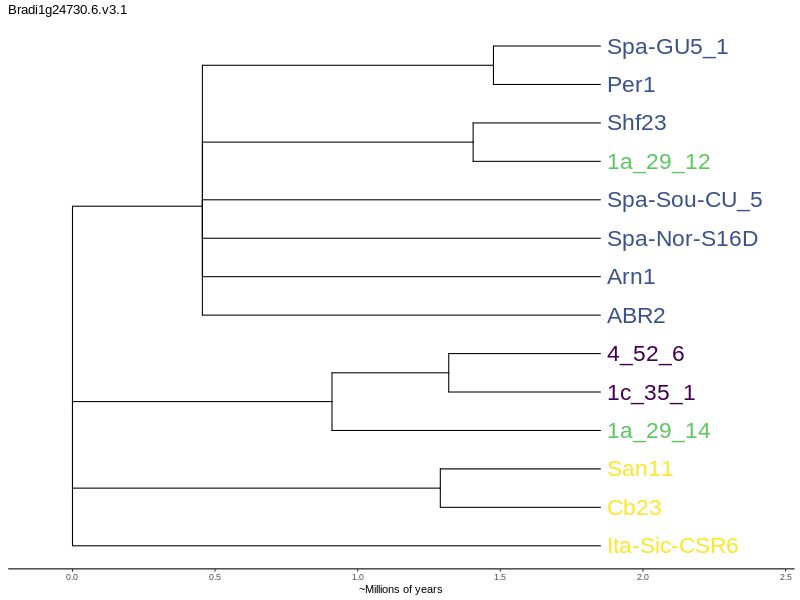 Bradi1g24730.6.v3.1
Spa-GU5_1
Per1
Shf23
1a_29_12
Spa-Sou-CU_5
Spa-Nor-S16D
Arn1
ABR2
4_52_6
1c_35_1
1a_29_14
San11
Cb23
Ita-Sic-CSR6
0.0 0.5 1.0 1.5 2.0 2.5
~Millions of years